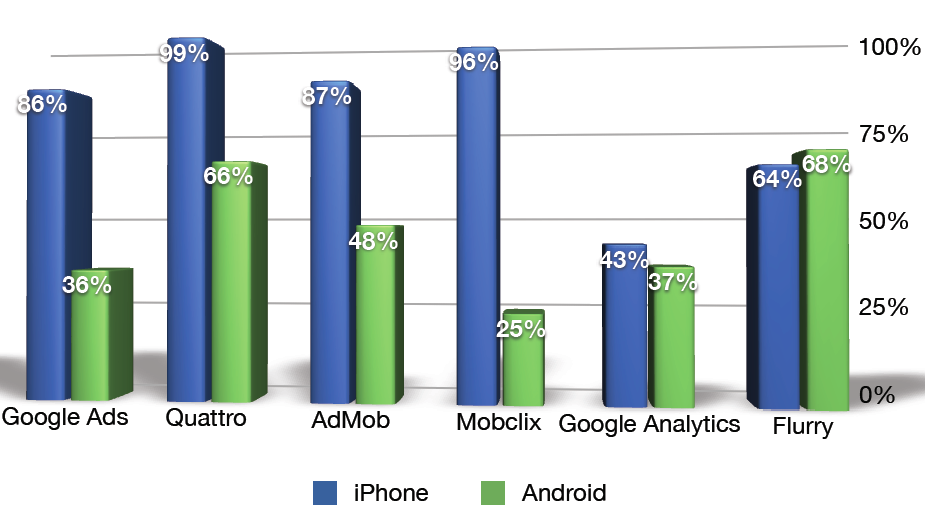 100%
99%
96%
86%
87%
75%
66%
64%
68%
50%
48%
43%
36%
37%
25%
25%
0%
Google Ads
Quattro
AdMob
Mobclix
Google Analytics
Flurry
iPhone
Android